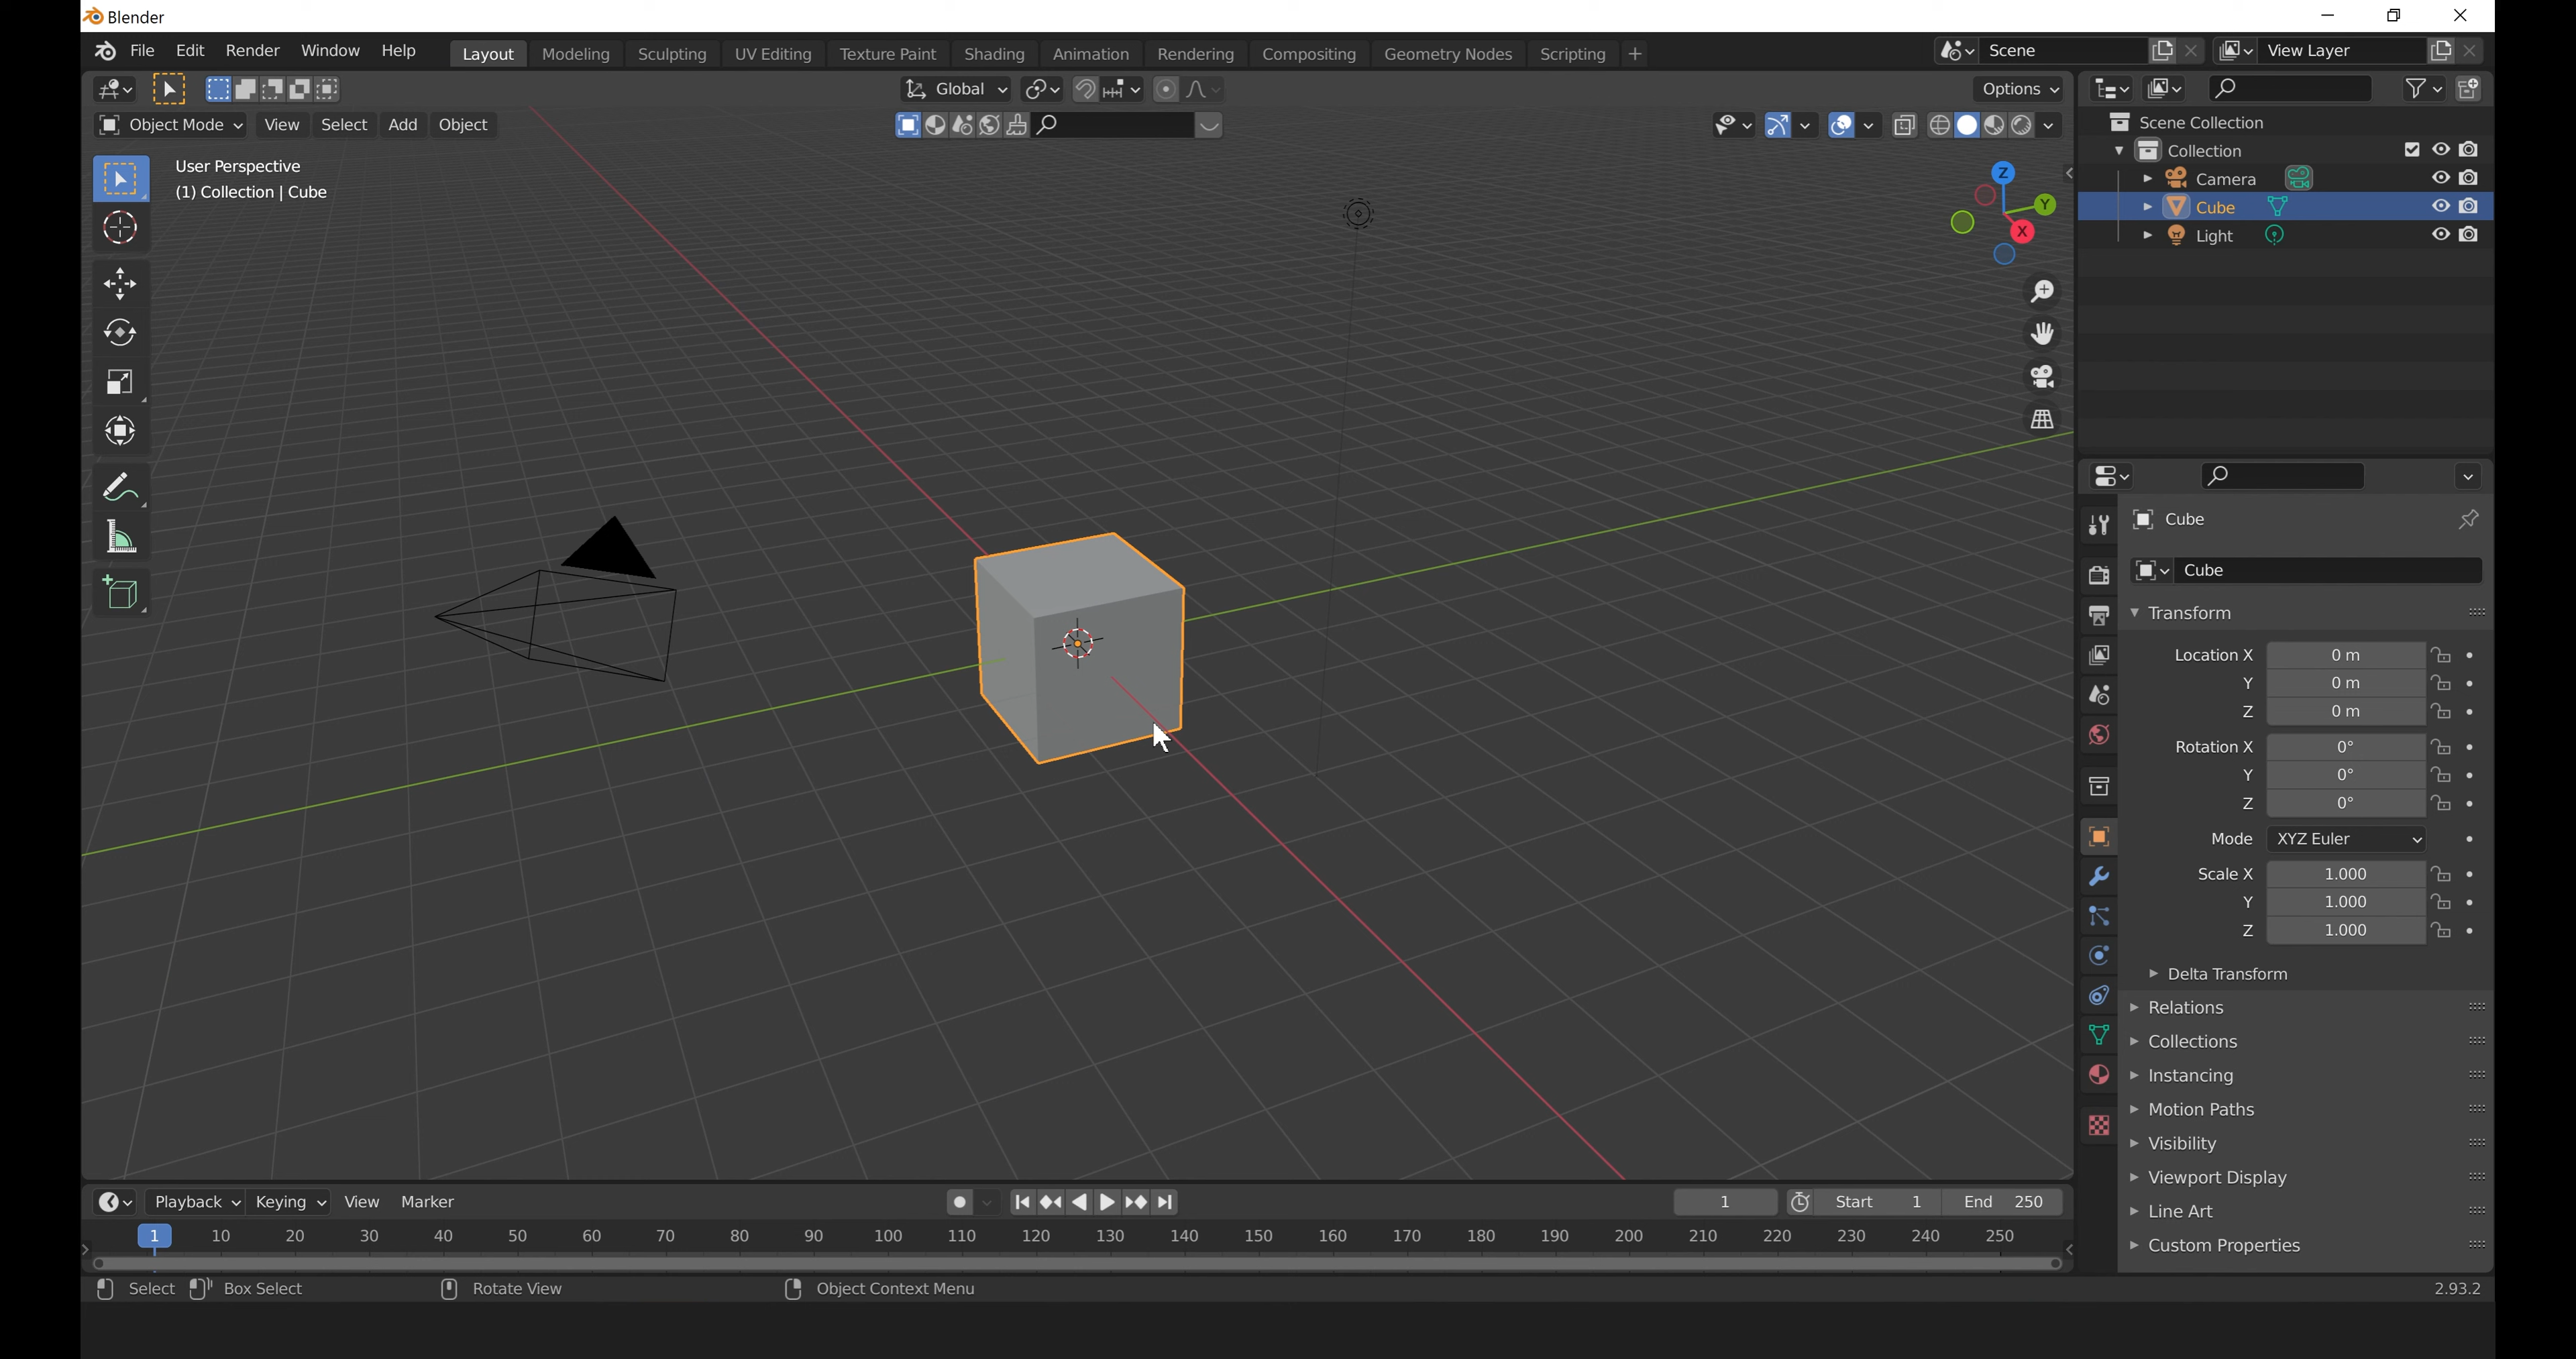 Blender
File Edit Render Window Help Layout Modeling Sculpting UV Editing Texture Paint Shading Animation Rendering Compositing Geometry Nodes Scripting + Scene View Layer
Global Options
Object Mode View Select Add Object
User Perspective
(1) Collection | Cube
Z
Y
X
Scene Collection
Collection
Camera
Cube
Light
Cube
Cube
Transform
Location X 0 m
Y 0 m
Z 0 m
Rotation X 0°
Y 0°
Z 0°
Mode XYZ Euler
Scale X 1.000
Y 1.000
Z 1.000
Delta Transform
Relations
Collections
Instancing
Motion Paths
Visibility
Viewport Display
Line Art
Custom Properties
Playback Keying View Marker 1 Start 1 End 250
1 10 20 30 40 50 60 70 80 90 100 110 120 130 140 150 160 170 180 190 200 210 220 230 240 250
Select Box Select Rotate View Object Context Menu 2.93.2